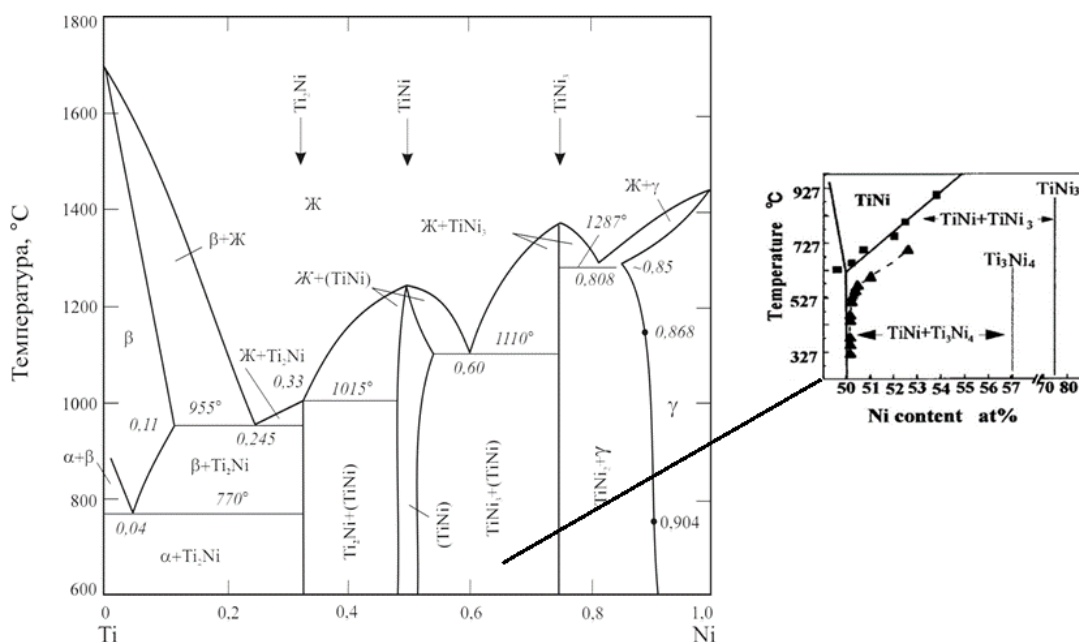 Температура, °C
1800
1600
1400
1200
1000
800
600
0
0,2
0,4
0,6
0,8
1,0
Ti
Ni
Ti₂Ni
TiNi
TiNi₃
Ж
β+Ж
Ж+γ
Ж+TiNi₃
1287°
0,808
~0,85
Ж+(TiNi)
β
Ж+Ti₂Ni
0,33
1110°
0,60
0,868
1015°
955°
0,11
0,245
γ
α+β
β+Ti₂Ni
770°
0,04
0,904
α+Ti₂Ni
Ti₂Ni+(TiNi)
(TiNi)
TiNi₃+(TiNi)
Temperature °C
927
727
527
327
TiNi
TiNi₃
TiNi+TiNi₃
Ti₃Ni₄
TiNi+Ti₃Ni₄
50 51 52 53 54 55 56 57 70 80
Ni content at%